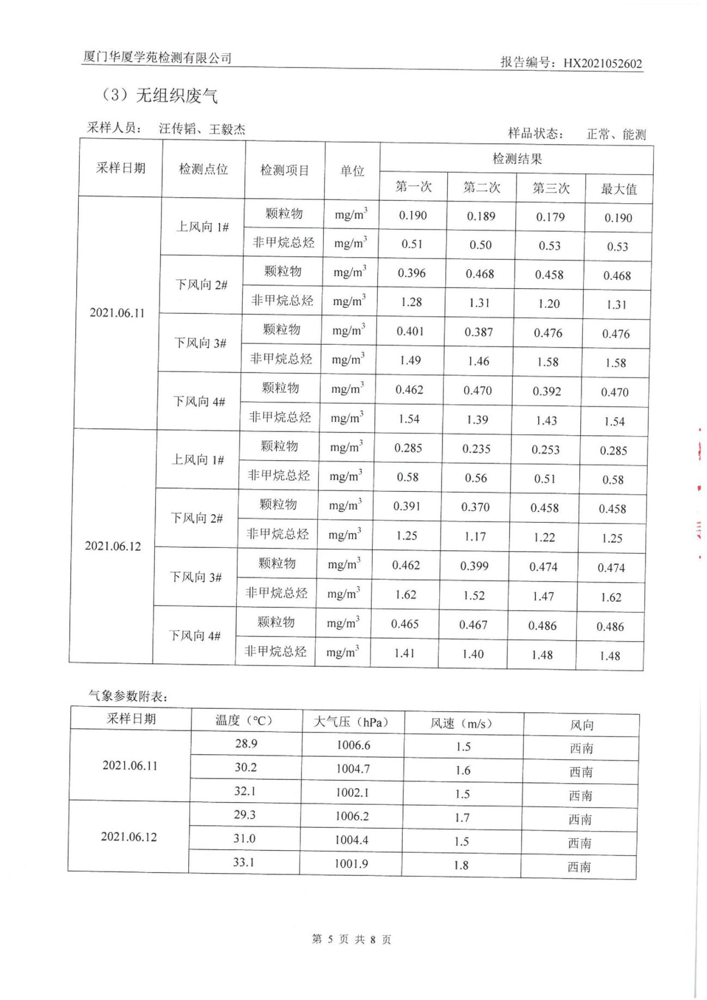 厦门华厦学苑检测有限公司
报告编号：HX2021052602
（3）无组织废气
采样人员： 汪传韬、王毅杰
样品状态： 正常、能测
采样日期 检测点位 检测项目 单位 检测结果
第一次 第二次 第三次 最大值
2021.06.11
上风向 1# 颗粒物 mg/m³ 0.190 0.189 0.179 0.190
非甲烷总烃 mg/m³ 0.51 0.50 0.53 0.53
下风向 2# 颗粒物 mg/m³ 0.396 0.468 0.458 0.468
非甲烷总烃 mg/m³ 1.28 1.31 1.20 1.31
下风向 3# 颗粒物 mg/m³ 0.401 0.387 0.476 0.476
非甲烷总烃 mg/m³ 1.49 1.46 1.58 1.58
下风向 4# 颗粒物 mg/m³ 0.462 0.470 0.392 0.470
非甲烷总烃 mg/m³ 1.54 1.39 1.43 1.54
2021.06.12
上风向 1# 颗粒物 mg/m³ 0.285 0.235 0.253 0.285
非甲烷总烃 mg/m³ 0.58 0.56 0.51 0.58
下风向 2# 颗粒物 mg/m³ 0.391 0.370 0.458 0.458
非甲烷总烃 mg/m³ 1.25 1.17 1.22 1.25
下风向 3# 颗粒物 mg/m³ 0.462 0.399 0.474 0.474
非甲烷总烃 mg/m³ 1.62 1.52 1.47 1.62
下风向 4# 颗粒物 mg/m³ 0.465 0.467 0.486 0.486
非甲烷总烃 mg/m³ 1.41 1.40 1.48 1.48
气象参数附表：
采样日期 温度（℃） 大气压（hPa） 风速（m/s） 风向
2021.06.11
28.9 1006.6 1.5 西南
30.2 1004.7 1.6 西南
32.1 1002.1 1.5 西南
2021.06.12
29.3 1006.2 1.7 西南
31.0 1004.4 1.5 西南
33.1 1001.9 1.8 西南
第 5 页 共 8 页